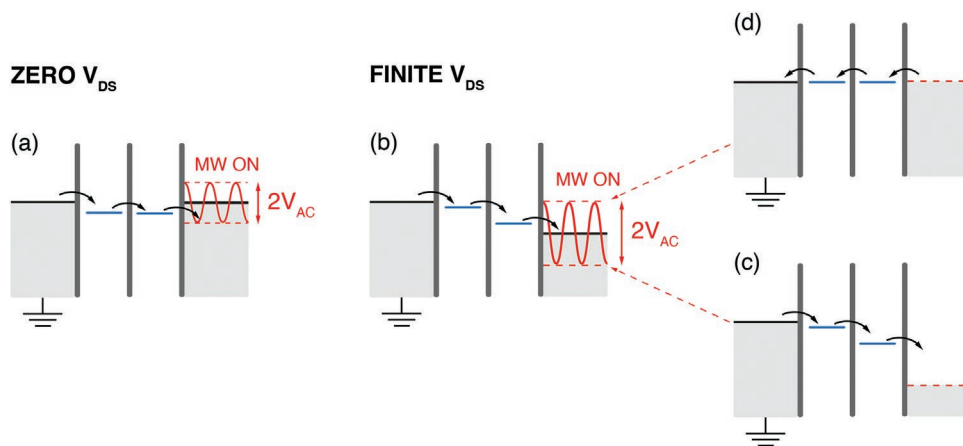 ZERO V_DS
(a)
MW ON
2V_AC
FINITE V_DS
(b)
MW ON
2V_AC
(d)
(c)